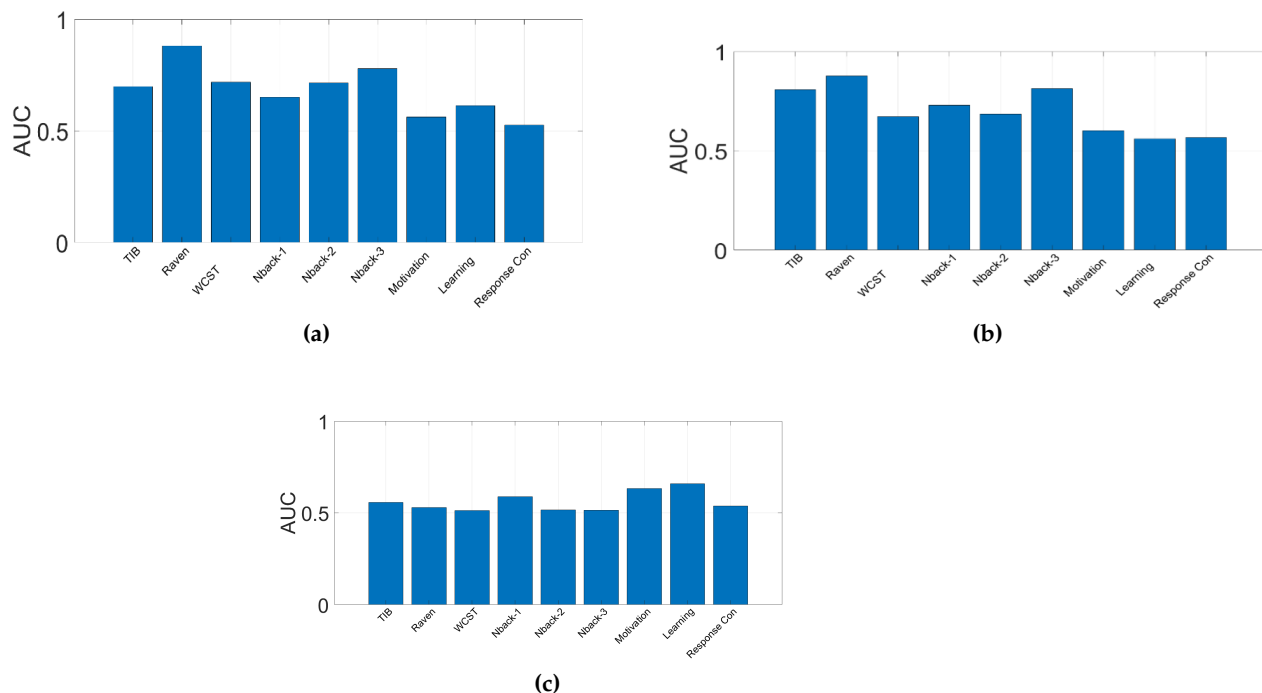 1
0.5
0
AUC
TIB
Raven
WCST
Nback-1
Nback-2
Nback-3
Motivation
Learning
Response Con
(a)
1
0.5
0
AUC
TIB
Raven
WCST
Nback-1
Nback-2
Nback-3
Motivation
Learning
Response Con
(b)
1
0.5
0
AUC
TIB
Raven
WCST
Nback-1
Nback-2
Nback-3
Motivation
Learning
Response Con
(c)